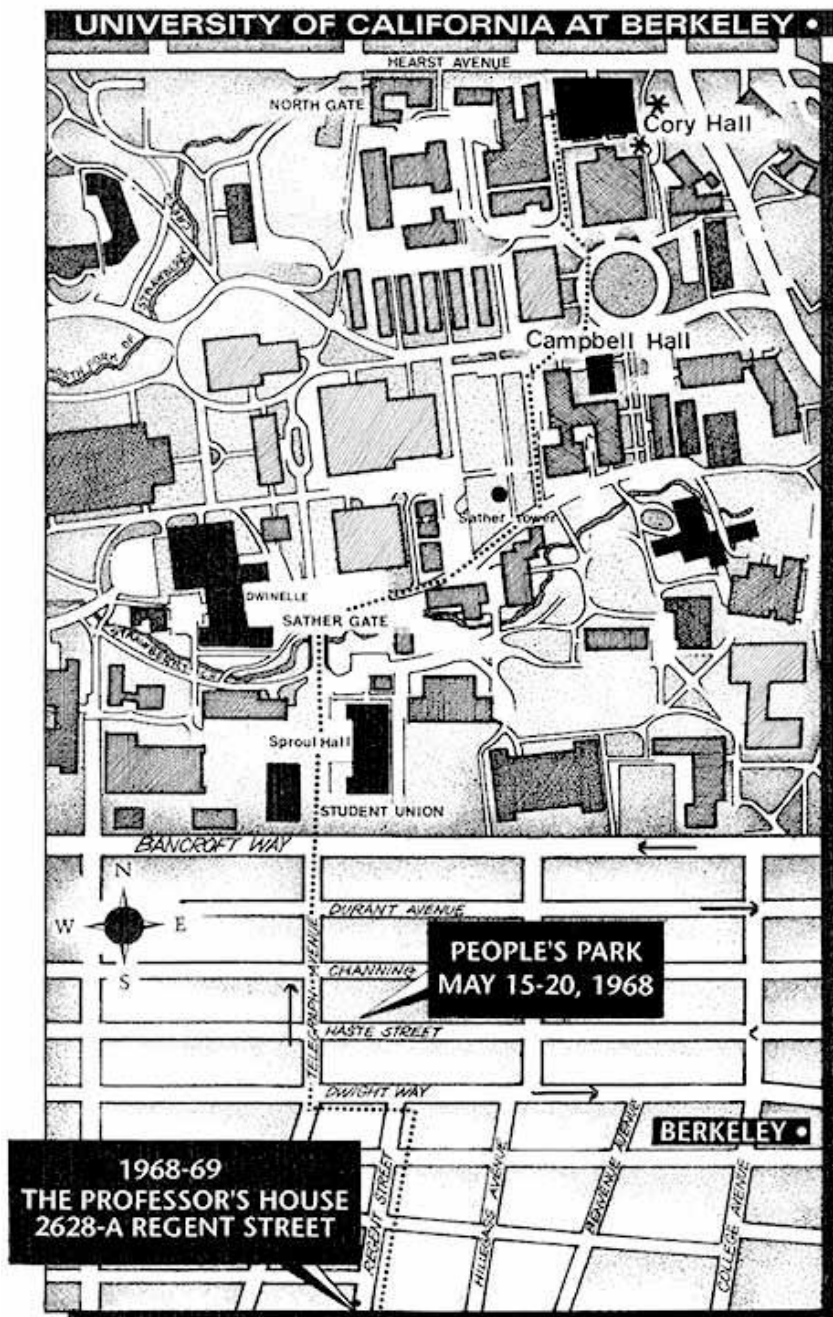 UNIVERSITY OF CALIFORNIA AT BERKELEY •
HEARST AVENUE
NORTH GATE
Cory Hall
Campbell Hall
Sather Tower
DWINELLE
SATHER GATE
Sproul Hall
STUDENT UNION
BANCROFT WAY
N
W E
S
DURANT AVENUE
TELEGRAPH AVENUE
CHANNING
PEOPLE'S PARK
MAY 15-20, 1968
HASTE STREET
DWIGHT WAY
BERKELEY •
1968-69
THE PROFESSOR'S HOUSE
2628-A REGENT STREET
REGENT STREET
HILLEGASS AVENUE
BENVENUE AVENUE
COLLEGE AVENUE